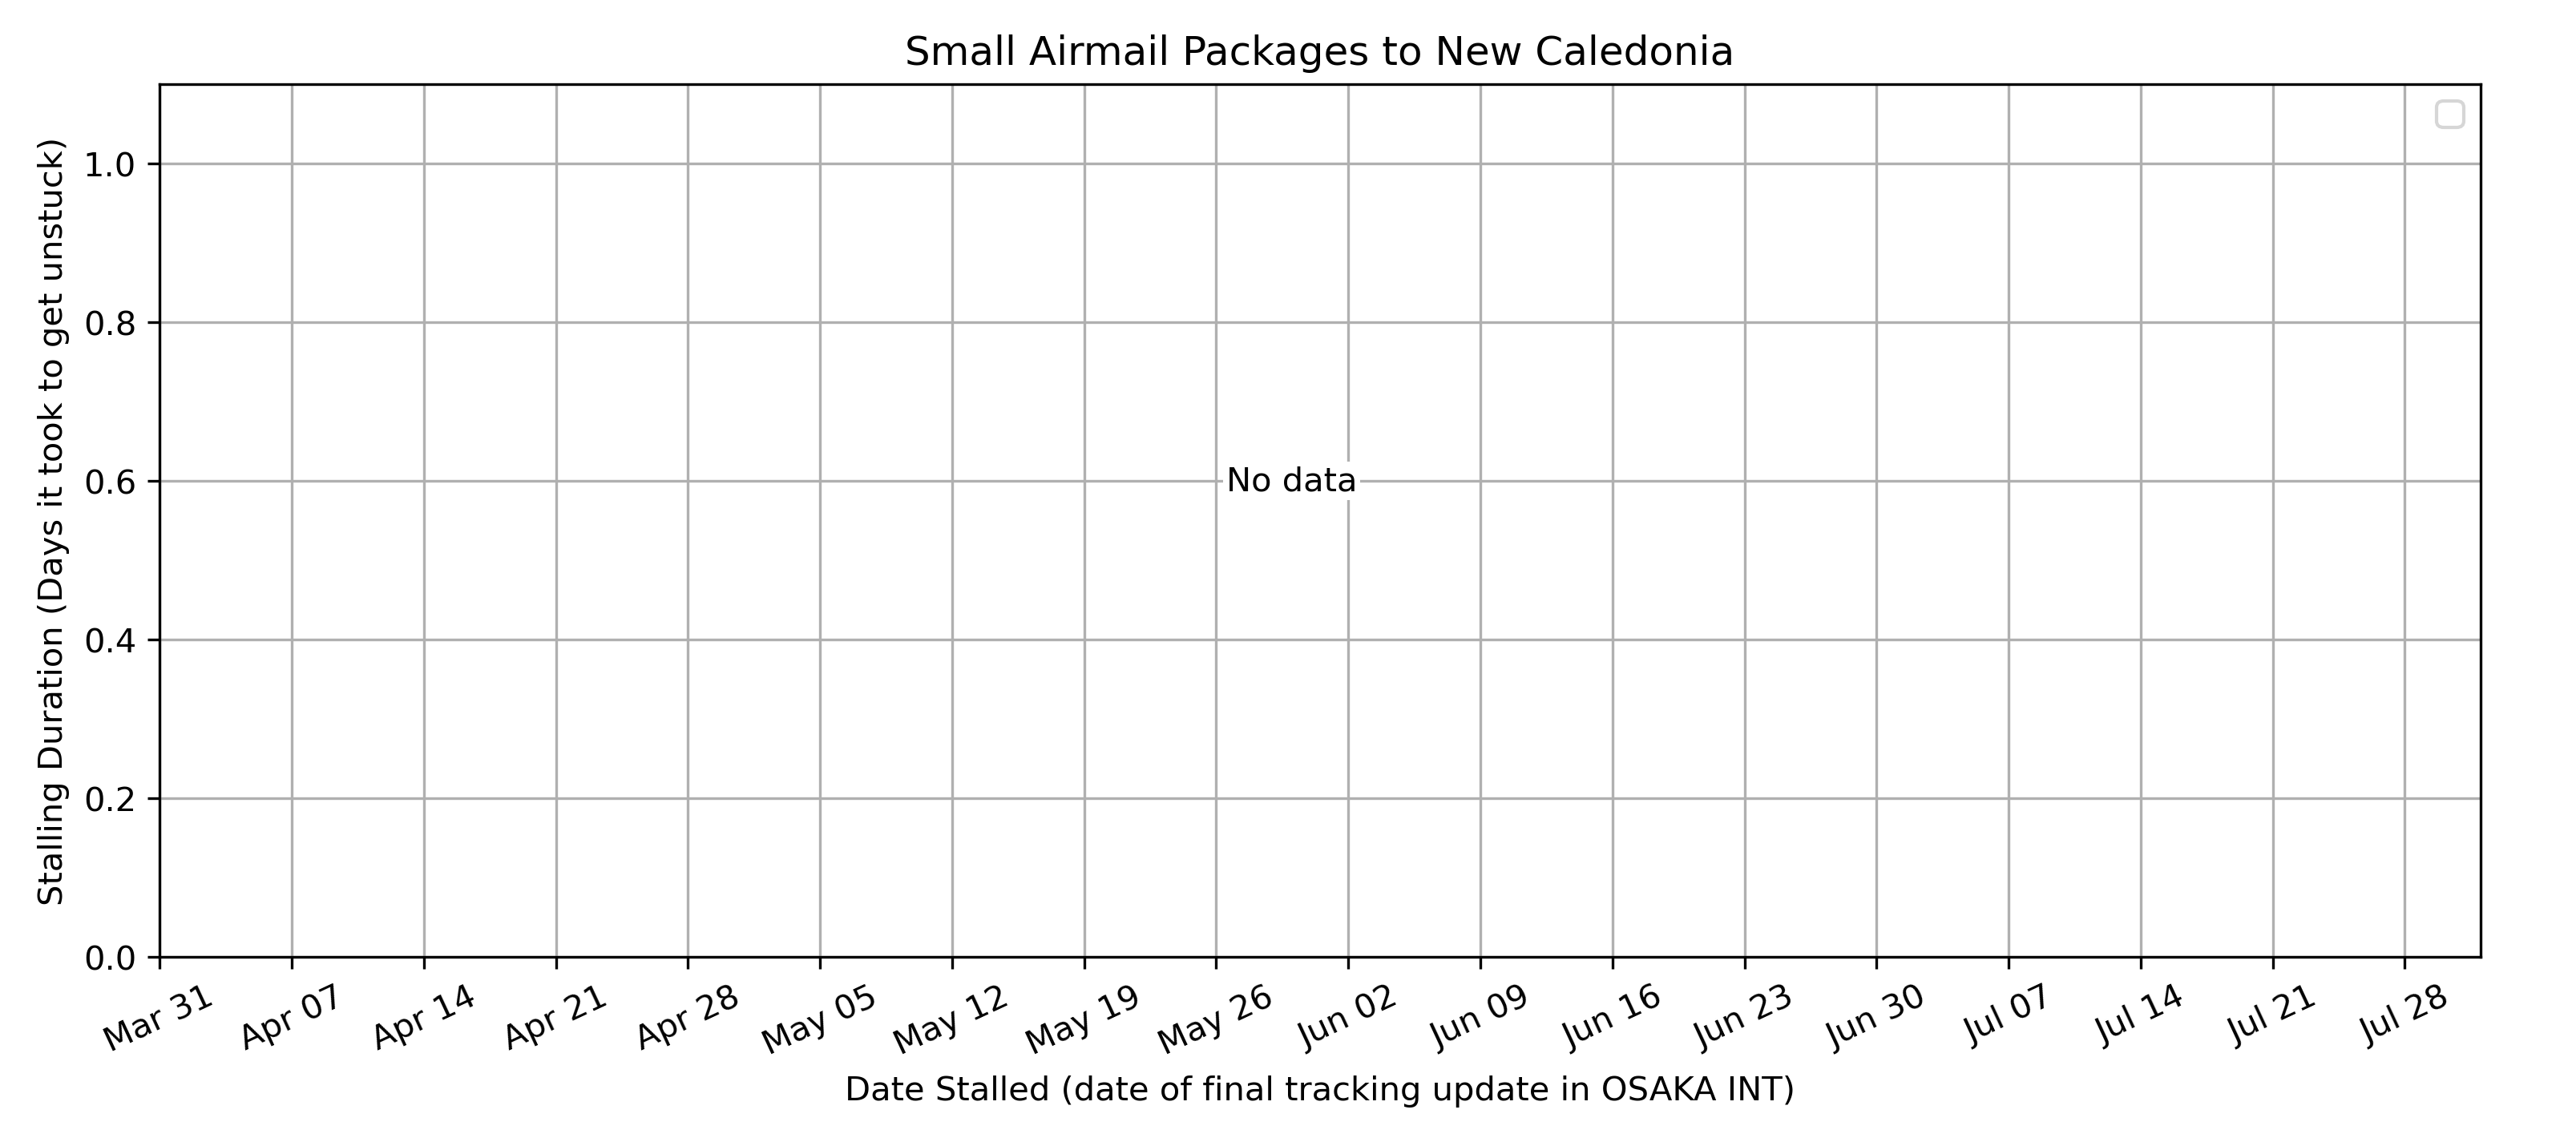 Small Airmail Packages to New Caledonia
Stalling Duration (Days it took to get unstuck)
1.0
0.8
0.6
0.4
0.2
0.0
No data
Mar 31 Apr 07 Apr 14 Apr 21 Apr 28 May 05 May 12 May 19 May 26 Jun 02 Jun 09 Jun 16 Jun 23 Jun 30 Jul 07 Jul 14 Jul 21 Jul 28
Date Stalled (date of final tracking update in OSAKA INT)